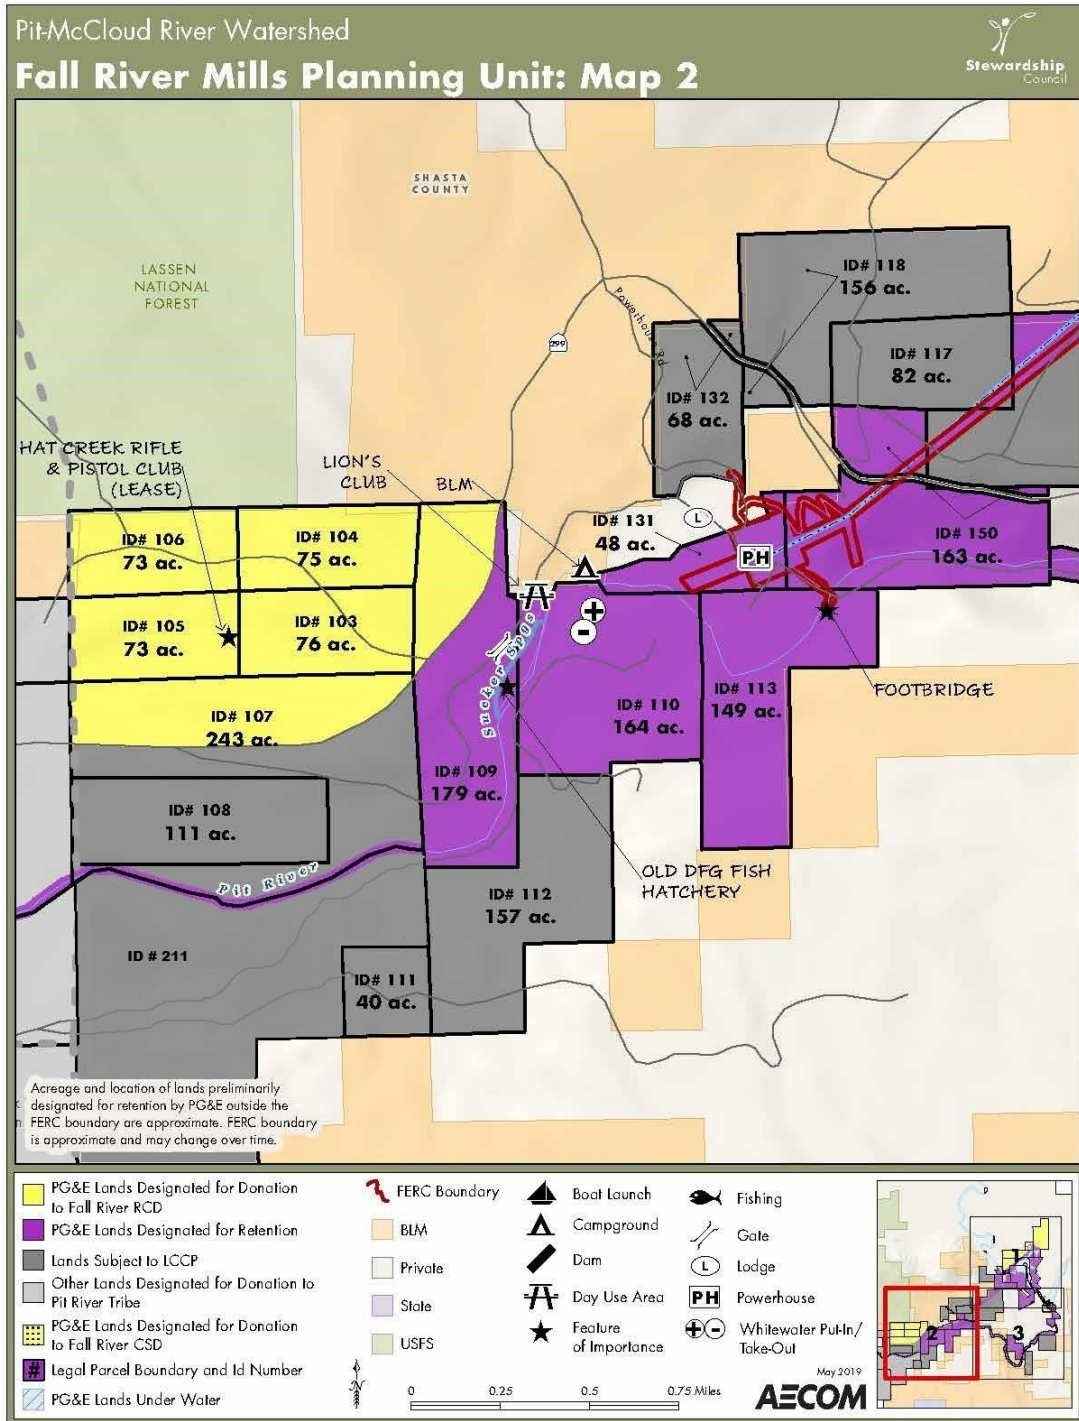 Pit-McCloud River Watershed
Fall River Mills Planning Unit: Map 2
Stewardship
Council
SHASTA
COUNTY
LASSEN
NATIONAL
FOREST
299
Powerhouse Rd
ID# 118
156 ac.
ID# 117
82 ac.
ID# 132
68 ac.
HAT CREEK RIFLE
& PISTOL CLUB
(LEASE)
LION'S
CLUB
BLM
ID# 131
48 ac.
L
PH
ID# 150
163 ac.
ID# 106
73 ac.
ID# 104
75 ac.
ID# 105
73 ac.
ID# 103
76 ac.
Sucker Spgs
ID# 107
243 ac.
ID# 110
164 ac.
ID# 113
149 ac.
FOOTBRIDGE
ID# 109
179 ac.
ID# 108
111 ac.
Pit River
OLD DFG FISH
HATCHERY
ID# 112
157 ac.
ID # 211
ID# 111
40 ac.
Acreage and location of lands preliminarily
designated for retention by PG&E outside the
FERC boundary are approximate. FERC boundary
is approximate and may change over time.
PG&E Lands Designated for Donation
to Fall River RCD
PG&E Lands Designated for Retention
Lands Subject to LCCP
Other Lands Designated for Donation to
Pit River Tribe
PG&E Lands Designated for Donation
to Fall River CSD
# Legal Parcel Boundary and Id Number
PG&E Lands Under Water
FERC Boundary
BLM
Private
State
USFS
N
Boat Launch
Campground
Dam
Day Use Area
Feature
of Importance
Fishing
Gate
L Lodge
PH Powerhouse
Whitewater Put-In/
Take-Out
0 0.25 0.5 0.75 Miles
May 2019
AECOM
1
2
3